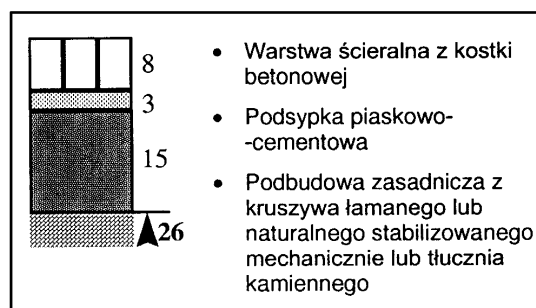 8
3
15
26
• Warstwa ścieralna z kostki
betonowej
• Podsypka piaskowo-
-cementowa
• Podbudowa zasadnicza z
kruszywa łamanego lub
naturalnego stabilizowanego
mechanicznie lub tłucznia
kamiennego